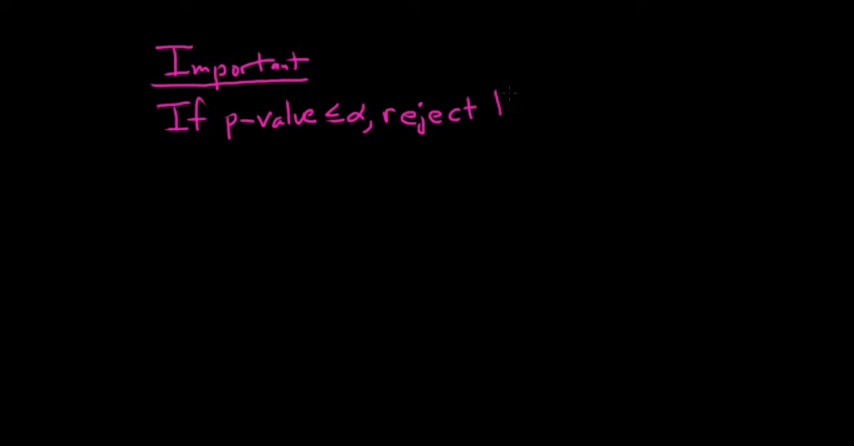 Important
If p-value ≤ α, reject